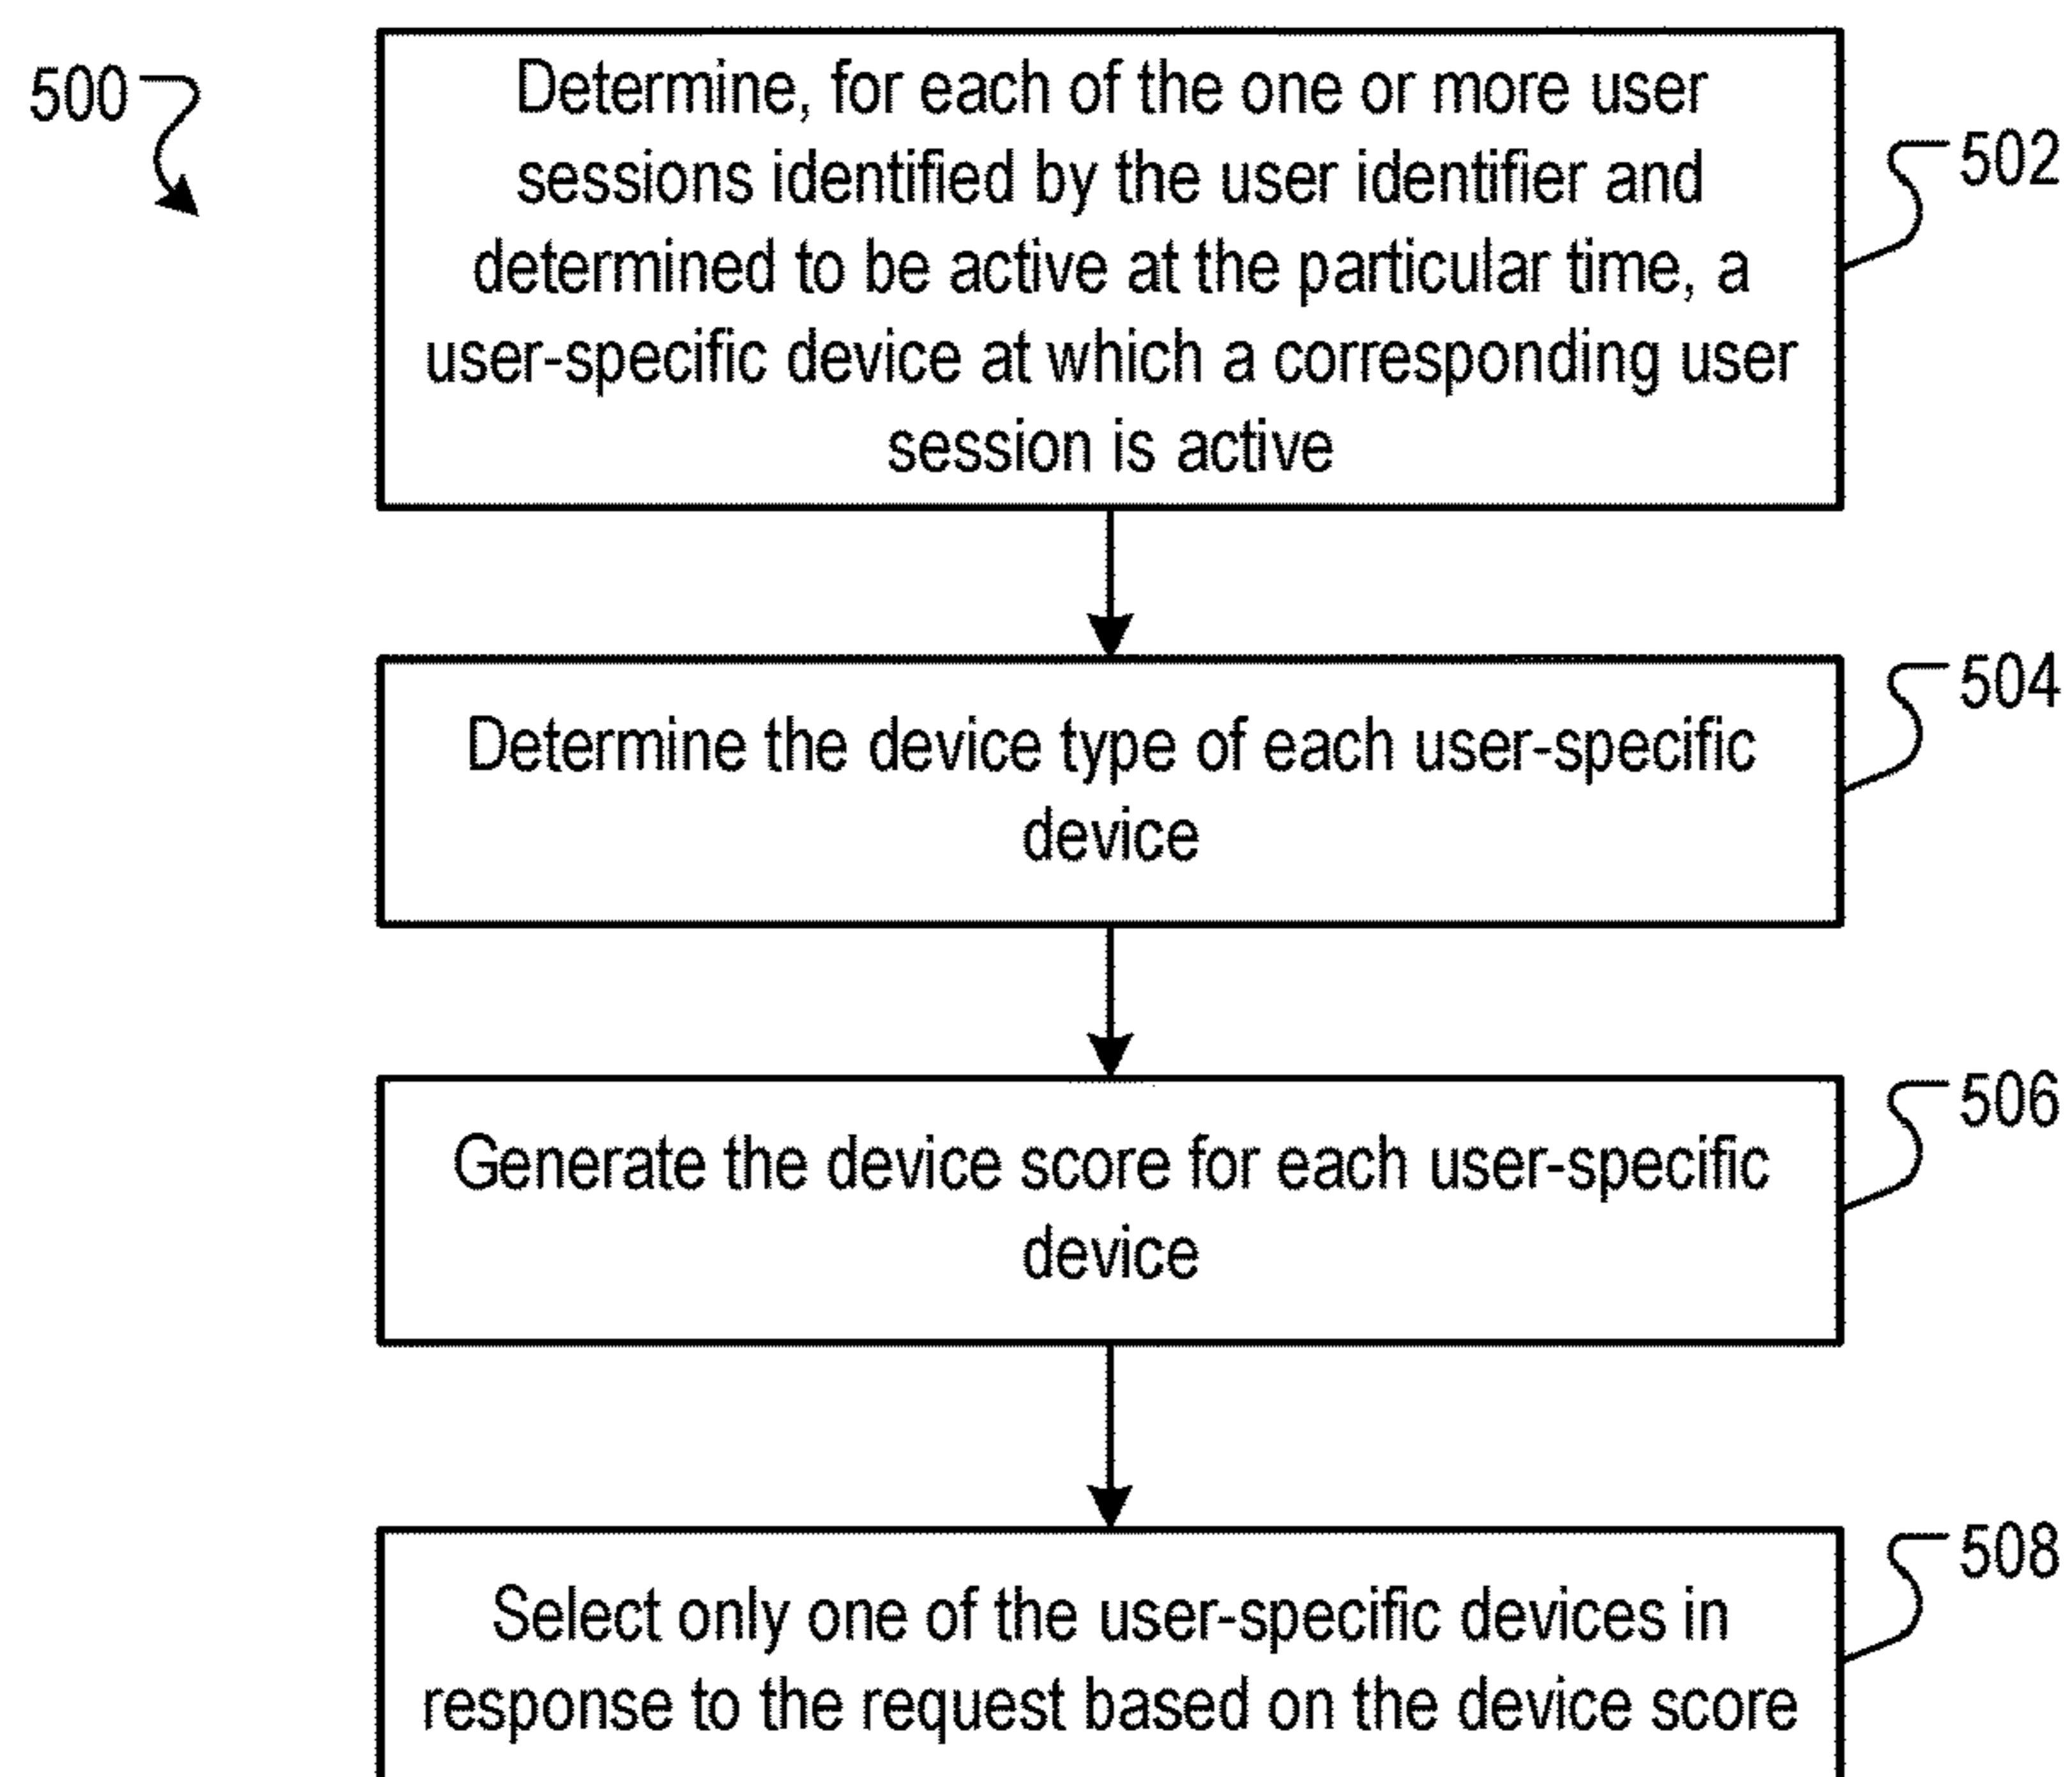 500
Determine, for each of the one or more user
sessions identified by the user identifier and
determined to be active at the particular time, a
user-specific device at which a corresponding user
session is active
502
Determine the device type of each user-specific
device
504
Generate the device score for each user-specific
device
506
Select only one of the user-specific devices in
response to the request based on the device score
508